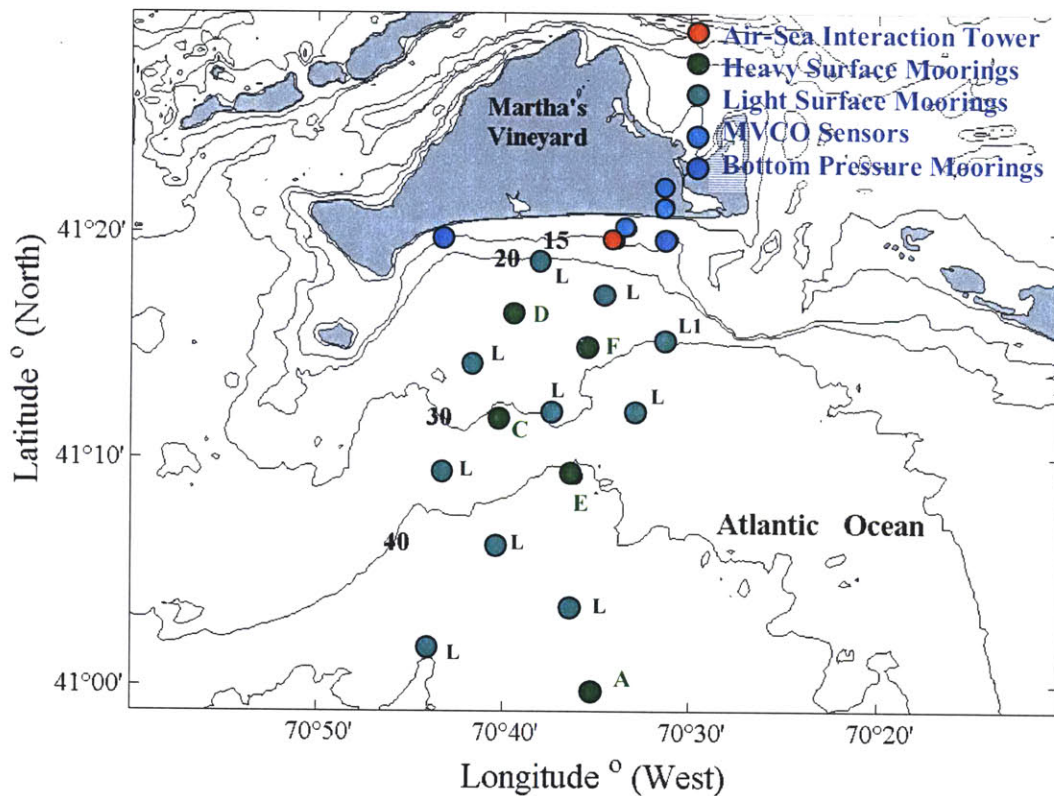 Air-Sea Interaction Tower
Heavy Surface Moorings
Light Surface Moorings
MVCO Sensors
Bottom Pressure Moorings
Martha's
Vineyard
41°20'
41°10'
41°00'
Latitude ° (North)
15
20
L
L
D
L1
F
L
L
L
30
C
L
E
Atlantic Ocean
40
L
L
L
A
70°50'
70°40'
70°30'
70°20'
Longitude ° (West)